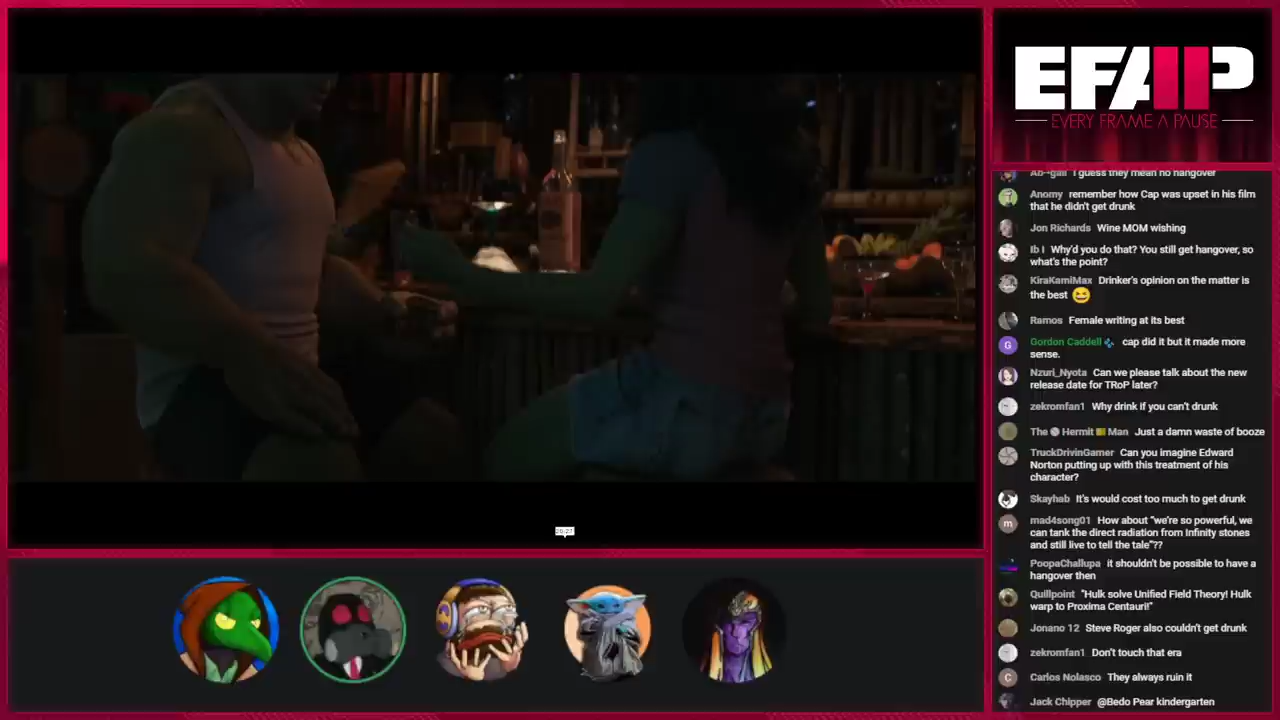 EFAP
EVERY FRAME A PAUSE
I guess they mean no hangover
Anomy remember how Cap was upset in his film
that he didn't get drunk
Jon Richards Wine MOM wishing
Ib I Why'd you do that? You still get hangover, so
what's the point?
KiraKamiMax Drinker's opinion on the matter is
the best
Ramos Female writing at its best
G
Gordon Caddell cap did it but it made more
sense.
Nzuri_Nyota Can we please talk about the new
release date for TRoP later?
zekromfan1 Why drink if you can't drunk
The Hermit Man Just a damn waste of booze
TruckDrivinGamer Can you imagine Edward
Norton putting up with this treatment of his
character?
Skayhab It's would cost too much to get drunk
m
mad4song01 How about "we're so powerful, we
can tank the direct radiation from Infinity stones
and still live to tell the tale"??
PoopaChallupa it shouldn't be possible to have a
hangover then
Quillpoint "Hulk solve Unified Field Theory! Hulk
warp to Proxima Centauri!"
Jonano 12 Steve Roger also couldn't get drunk
zekromfan1 Don't touch that era
C
Carlos Nolasco They always ruin it
Jack Chipper @Bedo Pear kindergarten